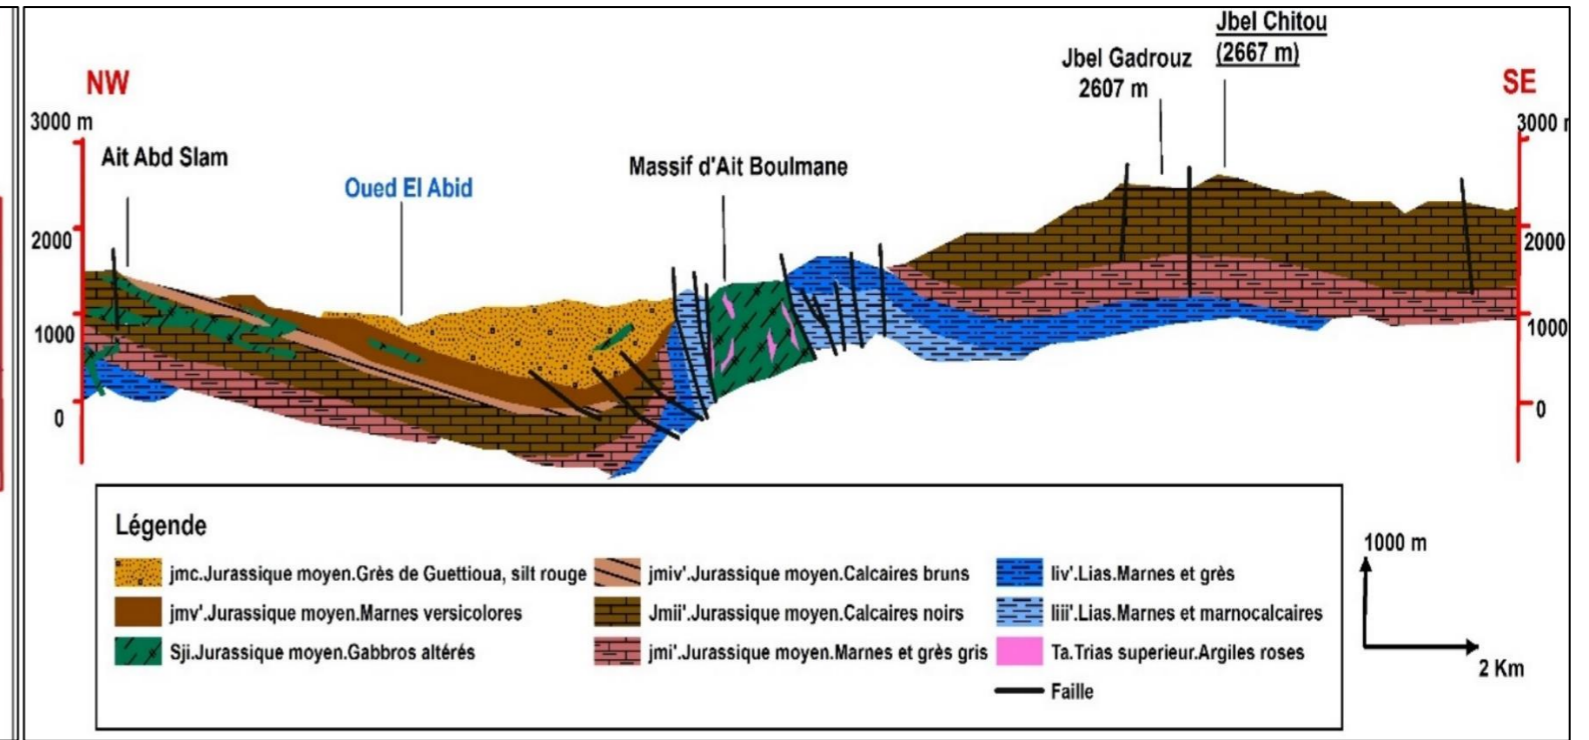 Jbel Chitou
(2667 m)
Jbel Gadrouz
2607 m
NW
SE
3000 m
3000 m
Ait Abd Slam
Oued El Abid
Massif d'Ait Boulmane
2000
2000
1000
1000
0
0
Légende
jmc.Jurassique moyen.Grès de Guettioua, silt rouge
jmiv'.Jurassique moyen.Calcaires bruns
liv'.Lias.Marnes et grès
jmv'.Jurassique moyen.Marnes versicolores
Jmii'.Jurassique moyen.Calcaires noirs
liii'.Lias.Marnes et marnocalcaires
Sji.Jurassique moyen.Gabbros altérés
jmi'.Jurassique moyen.Marnes et grès gris
Ta.Trias superieur.Argiles roses
Faille
1000 m
2 Km